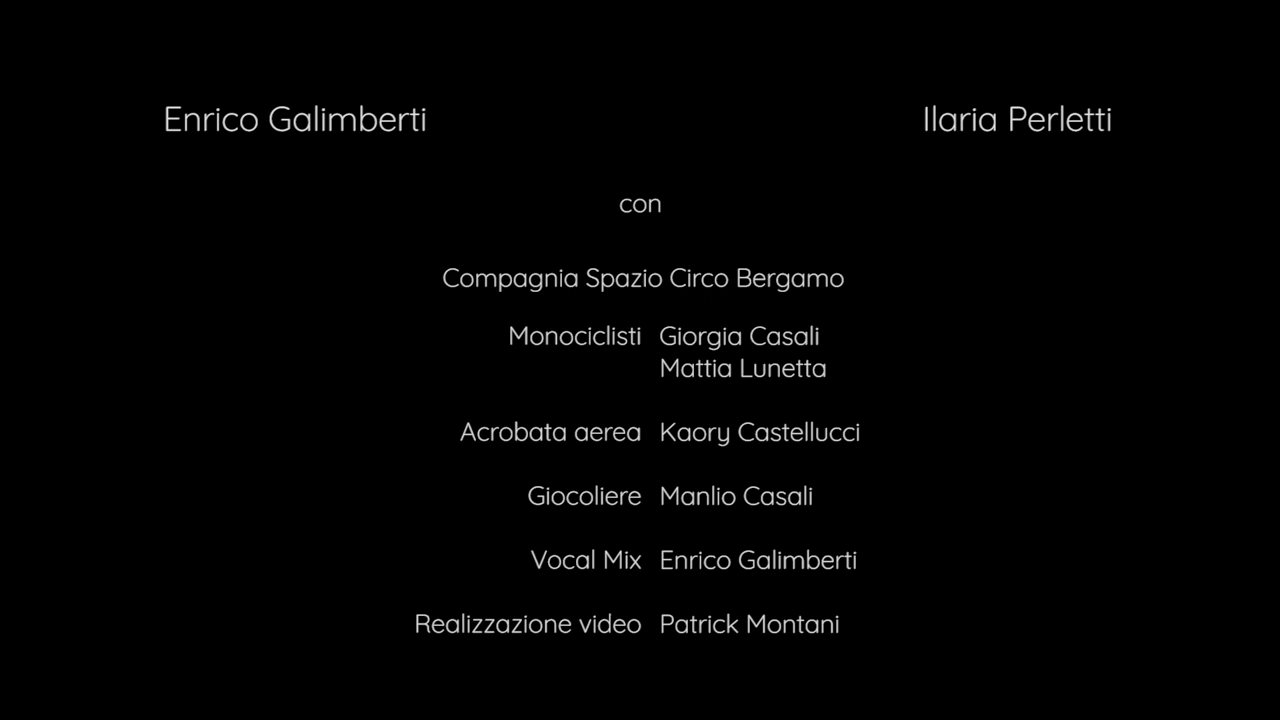 Enrico Galimberti Ilaria Perletti
con
Compagnia Spazio Circo Bergamo
Monociclisti Giorgia Casali
Mattia Lunetta
Acrobata aerea Kaory Castellucci
Giocoliere Manlio Casali
Vocal Mix Enrico Galimberti
Realizzazione video Patrick Montani